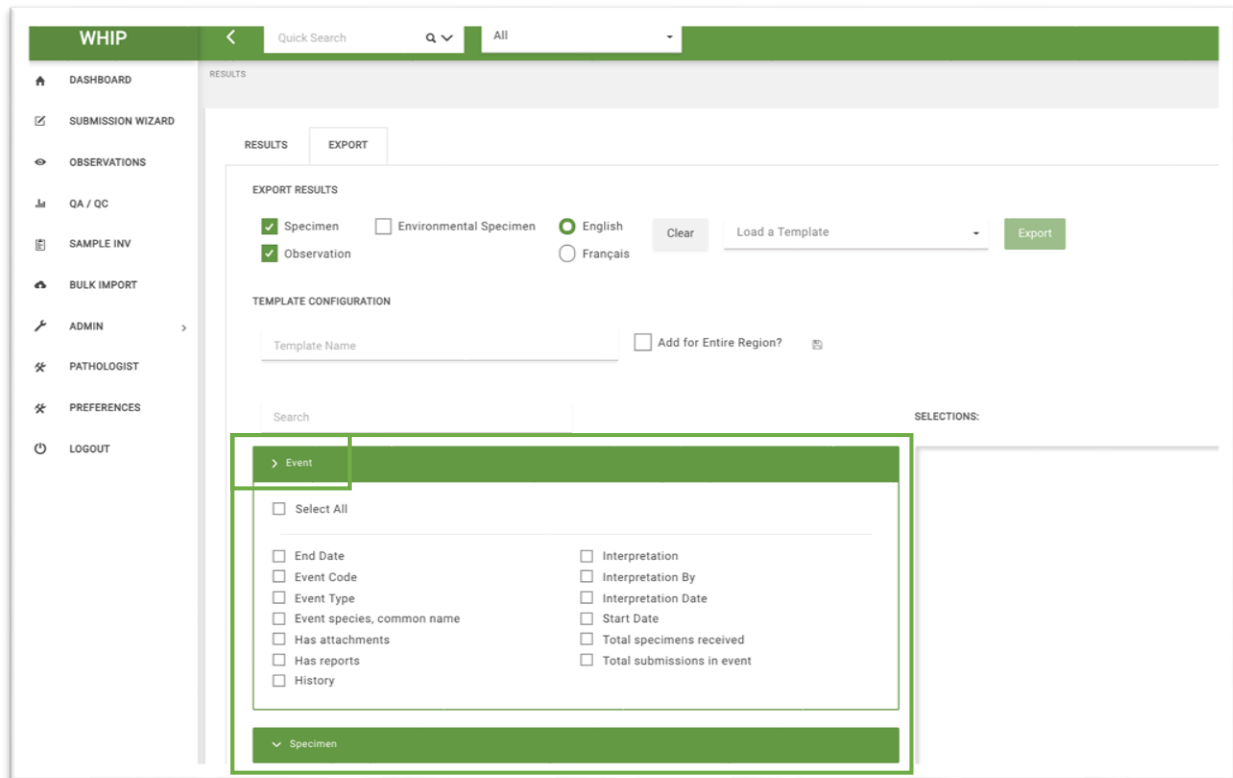 WHIP
Quick Search
All
DASHBOARD
SUBMISSION WIZARD
OBSERVATIONS
QA / QC
SAMPLE INV
BULK IMPORT
ADMIN
PATHOLOGIST
PREFERENCES
LOGOUT
RESULTS
RESULTS
EXPORT
EXPORT RESULTS
Specimen
Environmental Specimen
English
Clear
Load a Template
Export
Observation
Français
TEMPLATE CONFIGURATION
Template Name
Add for Entire Region?
Search
SELECTIONS:
Event
Select All
End Date
Event Code
Event Type
Event species, common name
Has attachments
Has reports
History
Interpretation
Interpretation By
Interpretation Date
Start Date
Total specimens received
Total submissions in event
Specimen